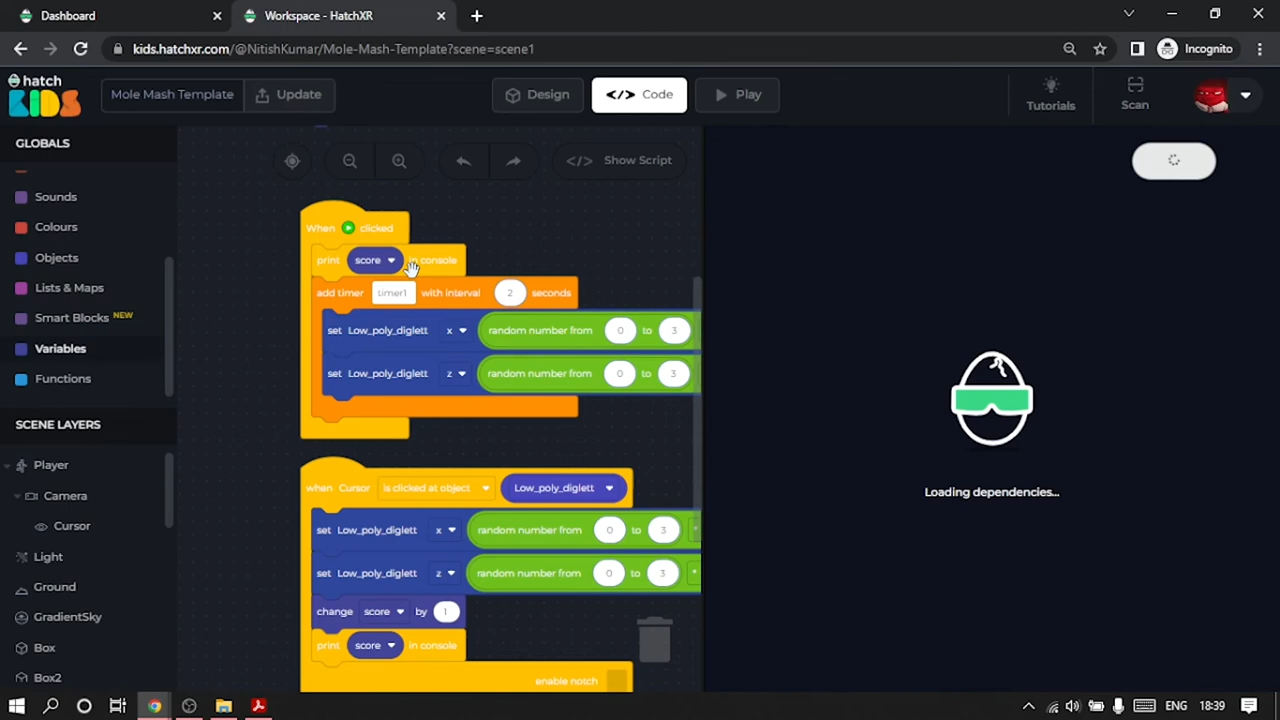 Dashboard
Workspace - HatchXR
kids.hatchxr.com/@NitishKumar/Mole-Mash-Template?scene=scene1
Incognito
hatch
KIDS
Mole Mash Template
Update
Design
</> Code
Play
Tutorials
Scan
GLOBALS
Sounds
Colours
Objects
Lists & Maps
Smart Blocks NEW
Variables
Functions
SCENE LAYERS
Player
Camera
Cursor
Light
Ground
GradientSky
Box
Box2
</> Show Script
When clicked
print score in console
add timer timer1 with interval 2 seconds
set Low_poly_diglett x random number from 0 to 3
set Low_poly_diglett z random number from 0 to 3
when Cursor is clicked at object Low_poly_diglett
set Low_poly_diglett x random number from 0 to 3 *
set Low_poly_diglett z random number from 0 to 3 *
change score by 1
print score in console
enable notch
Loading dependencies...
ENG
18:39